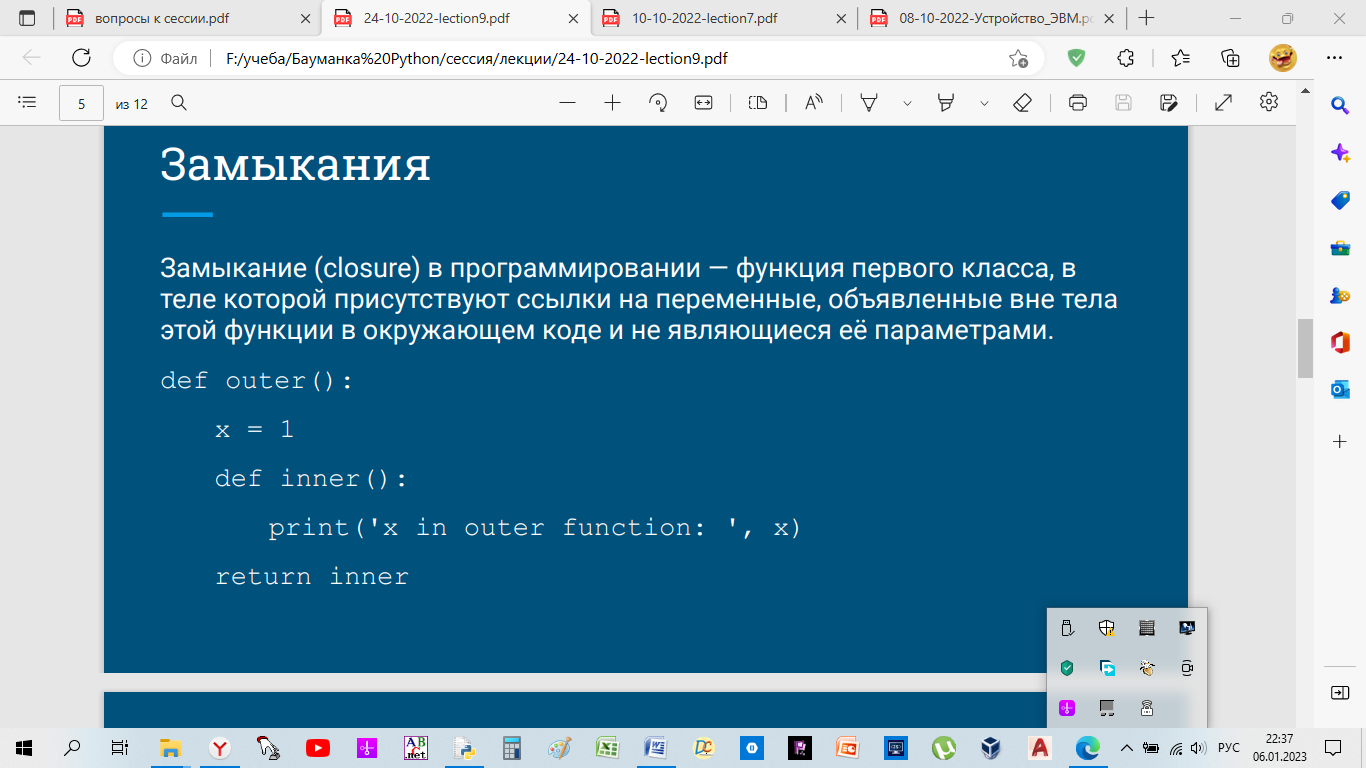 вопросы к сессии.pdf
24-10-2022-lection9.pdf
10-10-2022-lection7.pdf
08-10-2022-Устройство_ЭВМ.p
Файл
F:/учеба/Бауманка%20Python/сессия/лекции/24-10-2022-lection9.pdf
5
из 12
Замыкания
Замыкание (closure) в программировании — функция первого класса, в
теле которой присутствуют ссылки на переменные, объявленные вне тела
этой функции в окружающем коде и не являющиеся её параметрами.
def outer():
x = 1
def inner():
print('x in outer function: ', x)
return inner
РУС
22:37
06.01.2023